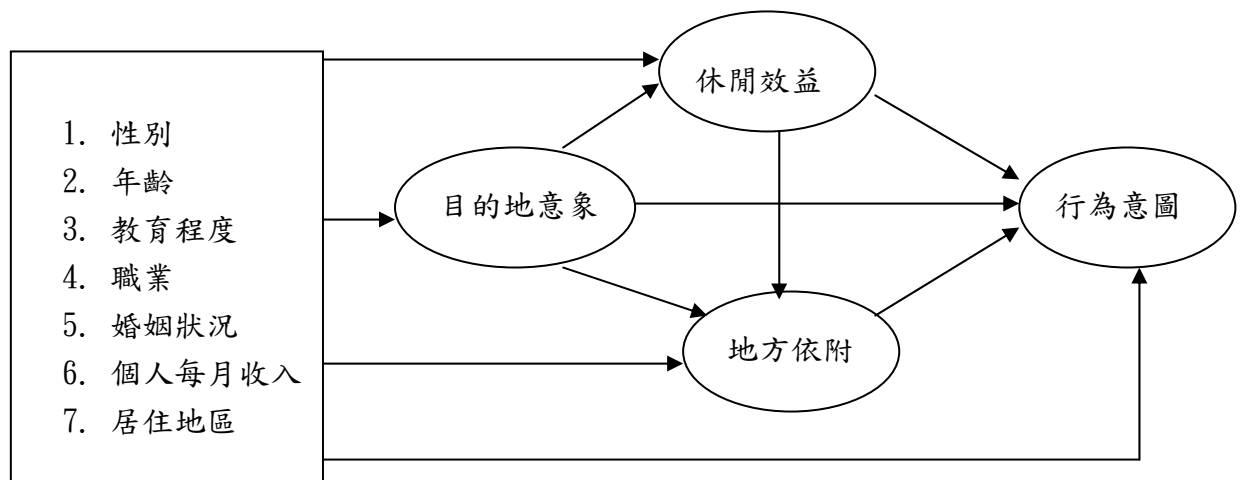 休閒效益
1. 性別
2. 年齡
3. 教育程度
4. 職業
5. 婚姻狀況
6. 個人每月收入
7. 居住地區
目的地意象
行為意圖
地方依附